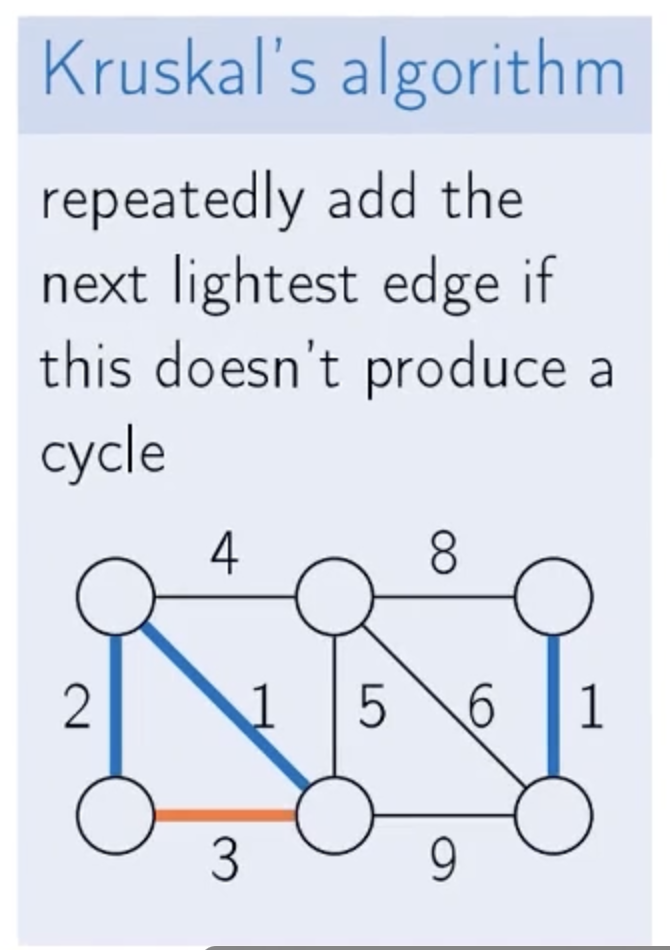 Kruskal's algorithm
repeatedly add the
next lightest edge if
this doesn't produce a
cycle
4 8
2 1 5 6 1
3 9